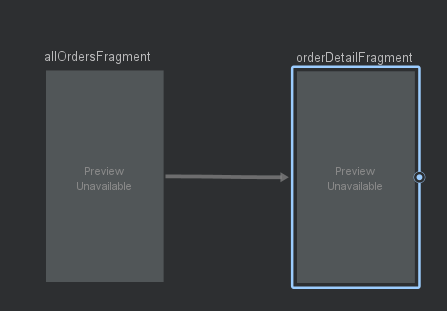 allOrdersFragment
orderDetailFragment
Preview
Unavailable
Preview
Unavailable